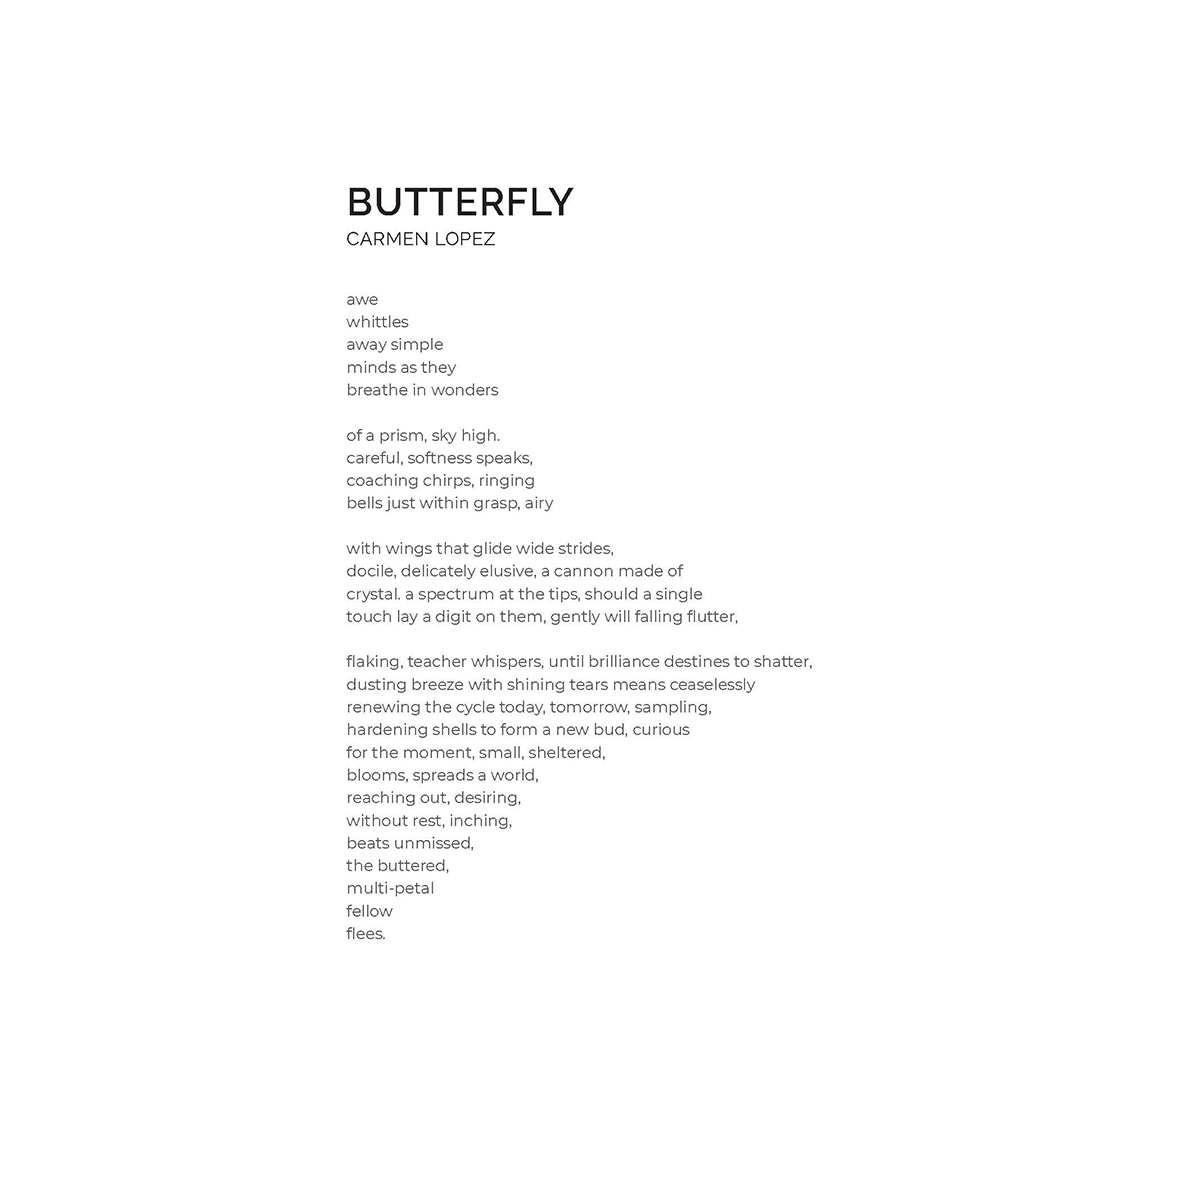 BUTTERFLY
CARMEN LOPEZ
awe
whittles
away simple
minds as they
breathe in wonders
of a prism, sky high.
careful, softness speaks,
coaching chirps, ringing
bells just within grasp, airy
with wings that glide wide strides,
docile, delicately elusive, a cannon made of
crystal. a spectrum at the tips, should a single
touch lay a digit on them, gently will falling flutter,
flaking, teacher whispers, until brilliance destines to shatter,
dusting breeze with shining tears means ceaselessly
renewing the cycle today, tomorrow, sampling,
hardening shells to form a new bud, curious
for the moment, small, sheltered,
blooms, spreads a world,
reaching out, desiring,
without rest, inching,
beats unmissed,
the buttered,
multi-petal
fellow
flees.